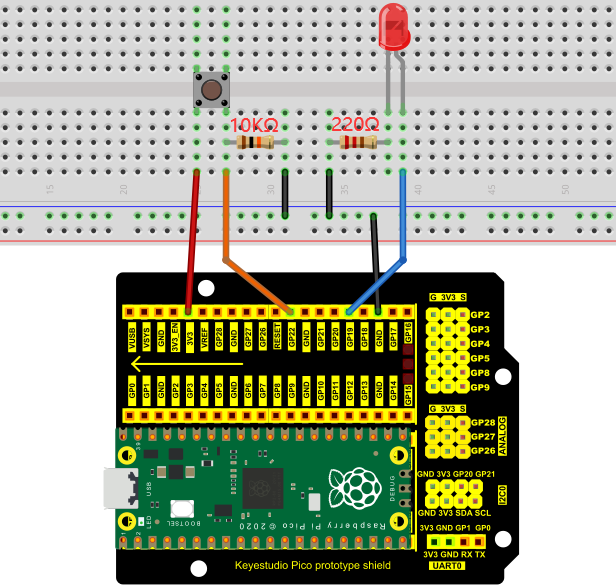 10KΩ 220Ω
15 20 30 35 40 45 50
VUSB VSYS GND 3V3_EN 3V3 VREF GP28 GND GP27 GP26 RESET GP22 GND GP21 GP20 GP19 GP18 GND GP17 GP16
GP0 GP1 GND GP2 GP3 GP4 GP5 GND GP6 GP7 GP8 GP9 GND GP10 GP11 GP12 GP13 GND GP14 GP15
G 3V3 S
GP2
GP3
GP4
GP5
GP8
GP9
G 3V3 S
GP28
GP27
GP26
ANALOG
GND 3V3 GP20 GP21
GND 3V3 SDA SCL
I2C0
3V3 GND GP1 GP0
3V3 GND RX TX
UART0
USB
LED
BOOTSEL
Raspberry Pi Pico © 2020
DEBUG
Keyestudio Pico prototype shield